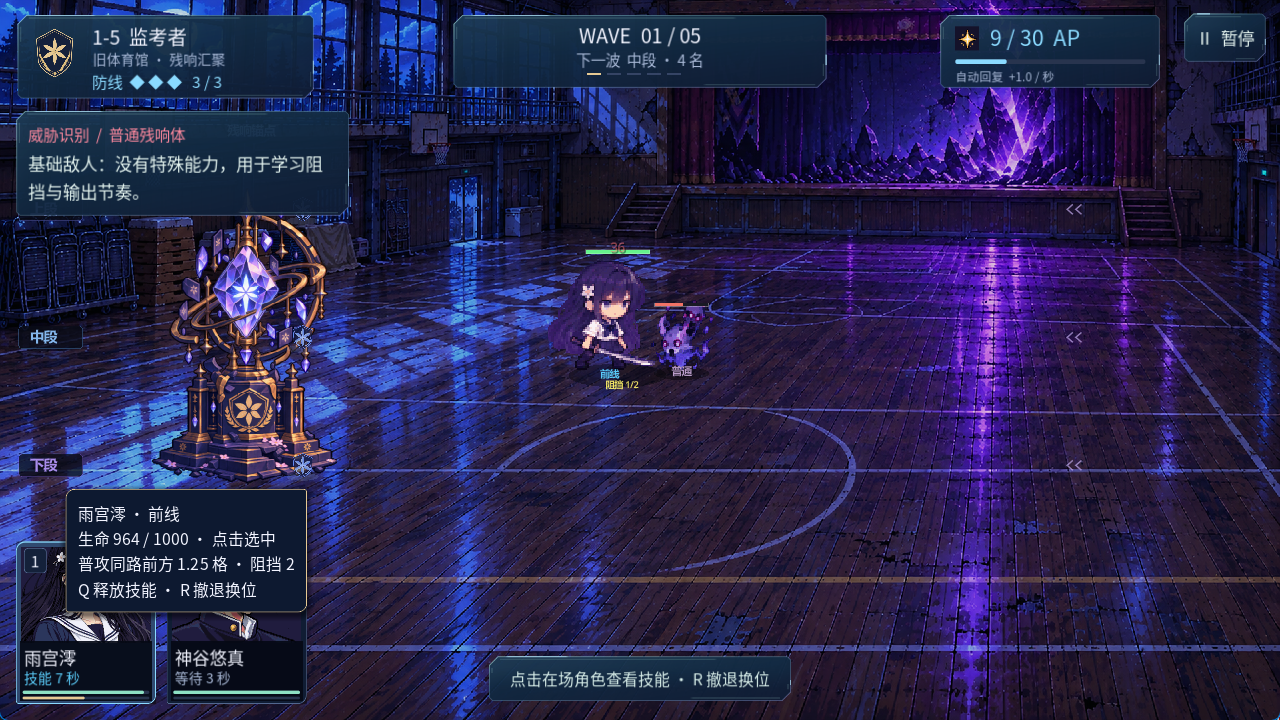 1-5 监考者
旧体育馆 · 残响汇聚
防线 ◆◆◆ 3 / 3
WAVE 01 / 05
下一波 中段 · 4 名
9 / 30 AP
自动回复 +1.0 / 秒
暂停
威胁识别 / 普通残响体
基础敌人：没有特殊能力，用于学习阻
挡与输出节奏。
-36
前线
阻挡 1/2
普通
中段
下段
雨宫澪 · 前线
生命 964 / 1000 · 点击选中
普攻同路前方 1.25 格 · 阻挡 2
Q 释放技能 · R 撤退换位
1
雨宫澪
技能 7 秒
神谷悠真
等待 3 秒
点击在场角色查看技能 · R 撤退换位